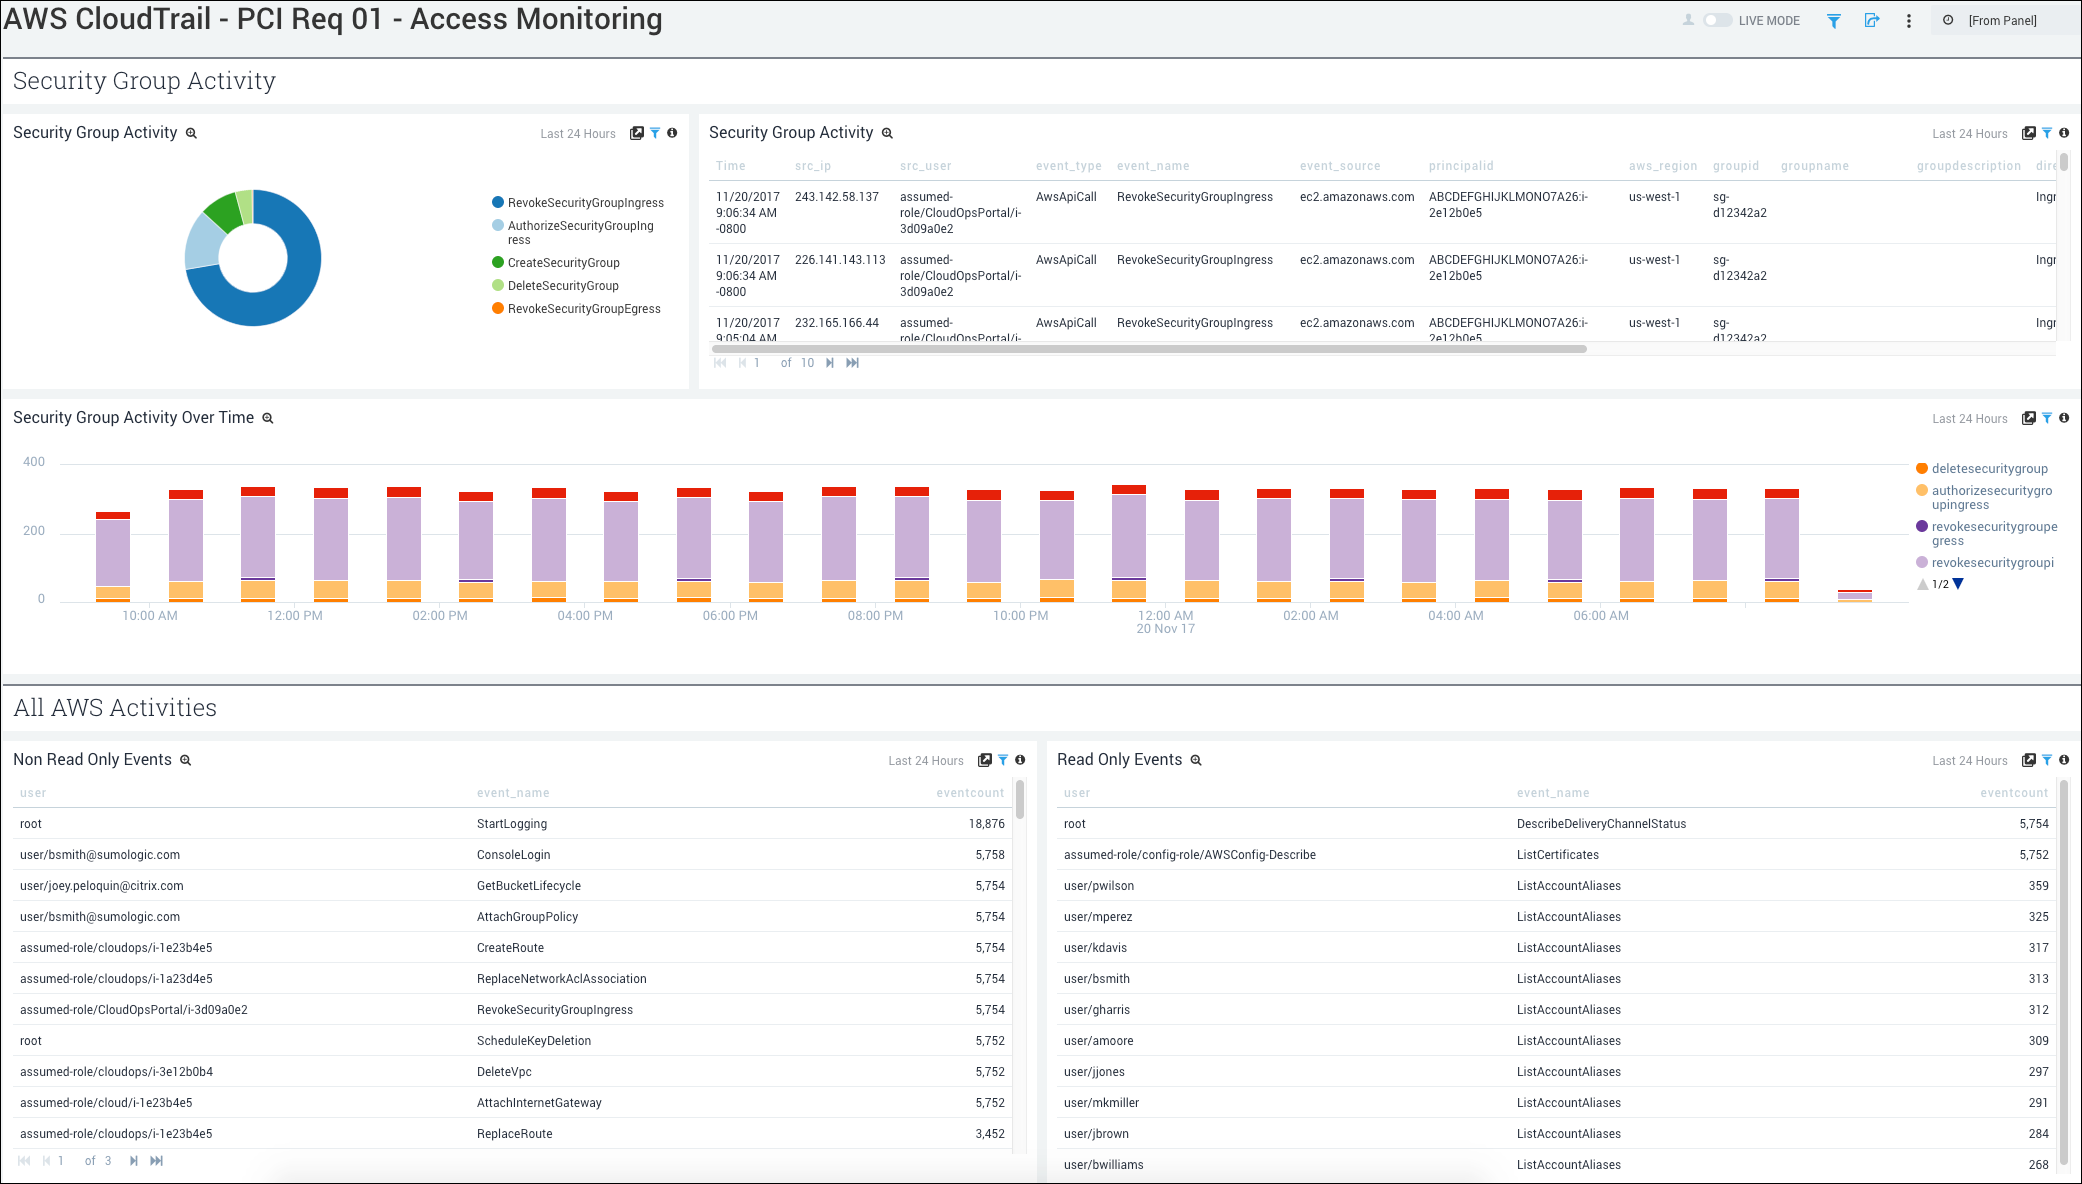 AWS CloudTrail - PCI Req 01 - Access Monitoring
LIVE MODE
[From Panel]
Security Group Activity
Security Group Activity
Last 24 Hours
RevokeSecurityGroupIngress
AuthorizeSecurityGroupIng
ress
CreateSecurityGroup
DeleteSecurityGroup
RevokeSecurityGroupEgress
Security Group Activity
Last 24 Hours
Time src_ip src_user event_type event_name event_source principalid aws_region groupid groupname groupdescription dire
11/20/2017 243.142.58.137 assumed- AwsApiCall RevokeSecurityGroupIngress ec2.amazonaws.com ABCDEFGHIJKLMONO7A26:i- us-west-1 sg- Ingr
9:06:34 AM role/CloudOpsPortal/i- 2e12b0e5 d12342a2
-0800 3d09a0e2
11/20/2017 226.141.143.113 assumed- AwsApiCall RevokeSecurityGroupIngress ec2.amazonaws.com ABCDEFGHIJKLMONO7A26:i- us-west-1 sg- Ingr
9:06:34 AM role/CloudOpsPortal/i- 2e12b0e5 d12342a2
-0800 3d09a0e2
11/20/2017 232.165.166.44 assumed- AwsApiCall RevokeSecurityGroupIngress ec2.amazonaws.com ABCDEFGHIJKLMONO7A26:i- us-west-1 sg- Ingr
9:05:04 AM role/CloudOpsPortal/i- 2e12b0e5 d12342a2
1 of 10
Security Group Activity Over Time
Last 24 Hours
400
200
0
10:00 AM 12:00 PM 02:00 PM 04:00 PM 06:00 PM 08:00 PM 10:00 PM 12:00 AM 02:00 AM 04:00 AM 06:00 AM
20 Nov 17
deletesecuritygroup
authorizesecuritygro
upingress
revokesecuritygroupe
gress
revokesecuritygroupi
1/2
All AWS Activities
Non Read Only Events
Last 24 Hours
user event_name eventcount
root StartLogging 18,876
user/bsmith@sumologic.com ConsoleLogin 5,758
user/joey.peloquin@citrix.com GetBucketLifecycle 5,754
user/bsmith@sumologic.com AttachGroupPolicy 5,754
assumed-role/cloudops/i-1e23b4e5 CreateRoute 5,754
assumed-role/cloudops/i-1a23d4e5 ReplaceNetworkAclAssociation 5,754
assumed-role/CloudOpsPortal/i-3d09a0e2 RevokeSecurityGroupIngress 5,754
root ScheduleKeyDeletion 5,752
assumed-role/cloudops/i-3e12b0b4 DeleteVpc 5,752
assumed-role/cloud/i-1e23b4e5 AttachInternetGateway 5,752
assumed-role/cloudops/i-1e23b4e5 ReplaceRoute 3,452
1 of 3
Read Only Events
Last 24 Hours
user event_name eventcount
root DescribeDeliveryChannelStatus 5,754
assumed-role/config-role/AWSConfig-Describe ListCertificates 5,752
user/pwilson ListAccountAliases 359
user/mperez ListAccountAliases 325
user/kdavis ListAccountAliases 317
user/bsmith ListAccountAliases 313
user/gharris ListAccountAliases 312
user/amoore ListAccountAliases 309
user/jjones ListAccountAliases 297
user/mkmiller ListAccountAliases 291
user/jbrown ListAccountAliases 284
user/bwilliams ListAccountAliases 268